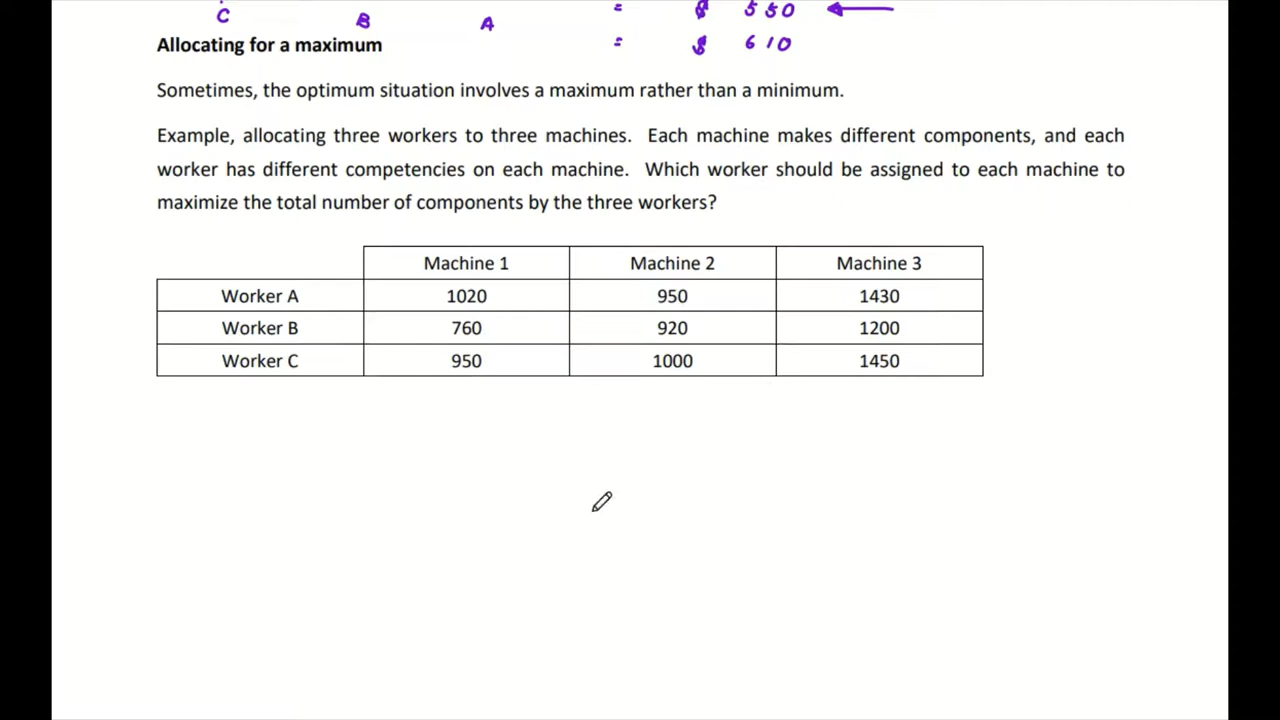 = $ 550
C B A
= $ 610
Allocating for a maximum
Sometimes, the optimum situation involves a maximum rather than a minimum.
Example, allocating three workers to three machines. Each machine makes different components, and each
worker has different competencies on each machine. Which worker should be assigned to each machine to
maximize the total number of components by the three workers?
Machine 1 Machine 2 Machine 3
Worker A 1020 950 1430
Worker B 760 920 1200
Worker C 950 1000 1450